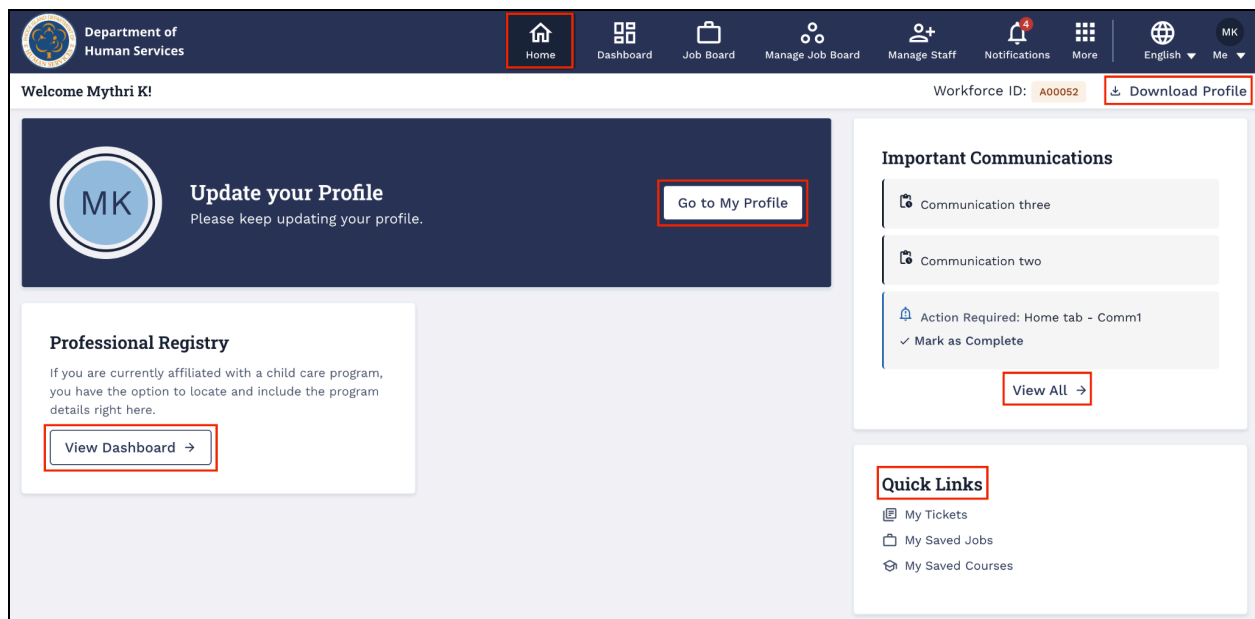 Department of
Human Services
Home
Dashboard
Job Board
Manage Job Board
Manage Staff
4
Notifications
More
English
MK
Me
Welcome Mythri K!
Workforce ID: A00052
Download Profile
MK
Update your Profile
Please keep updating your profile.
Go to My Profile
Professional Registry
If you are currently affiliated with a child care program,
you have the option to locate and include the program
details right here.
View Dashboard →
Important Communications
Communication three
Communication two
Action Required: Home tab - Comm1
✓ Mark as Complete
View All →
Quick Links
My Tickets
My Saved Jobs
My Saved Courses